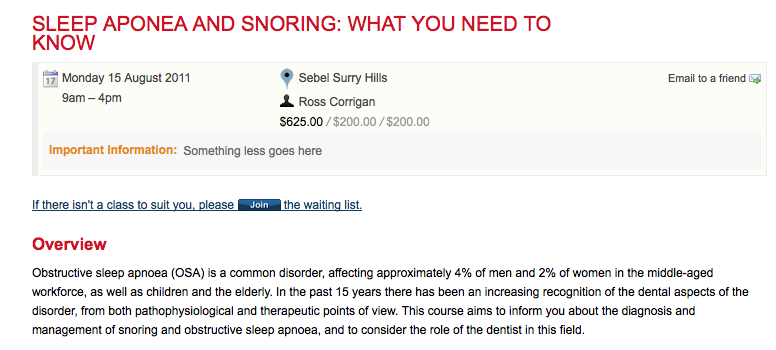 SLEEP APONEA AND SNORING: WHAT YOU NEED TO
KNOW
17 Monday 15 August 2011
Sebel Surry Hills
Email to a friend
9am – 4pm
Ross Corrigan
$625.00 / $200.00 / $200.00
Important Information: Something less goes here
If there isn't a class to suit you, please Join the waiting list.
Overview
Obstructive sleep apnoea (OSA) is a common disorder, affecting approximately 4% of men and 2% of women in the middle-aged
workforce, as well as children and the elderly. In the past 15 years there has been an increasing recognition of the dental aspects of the
disorder, from both pathophysiological and therapeutic points of view. This course aims to inform you about the diagnosis and
management of snoring and obstructive sleep apnoea, and to consider the role of the dentist in this field.